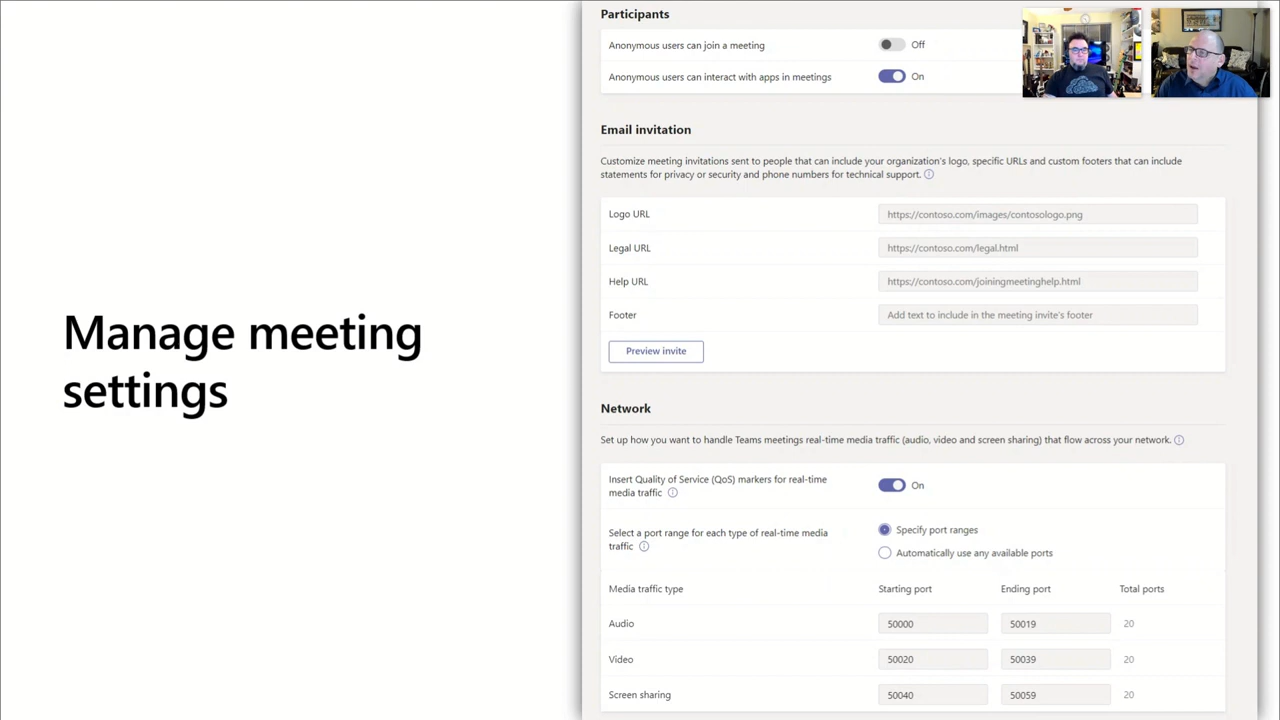 Manage meeting
settings
Participants
Anonymous users can join a meeting Off
Anonymous users can interact with apps in meetings On
Email invitation
Customize meeting invitations sent to people that can include your organization's logo, specific URLs and custom footers that can include
statements for privacy or security and phone numbers for technical support.
Logo URL https://contoso.com/images/contosologo.png
Legal URL https://contoso.com/legal.html
Help URL https://contoso.com/joiningmeetinghelp.html
Footer Add text to include in the meeting invite's footer
Preview invite
Network
Set up how you want to handle Teams meetings real-time media traffic (audio, video and screen sharing) that flow across your network.
Insert Quality of Service (QoS) markers for real-time
media traffic
On
Select a port range for each type of real-time media
traffic
Specify port ranges
Automatically use any available ports
Media traffic type Starting port Ending port Total ports
Audio 50000 50019 20
Video 50020 50039 20
Screen sharing 50040 50059 20